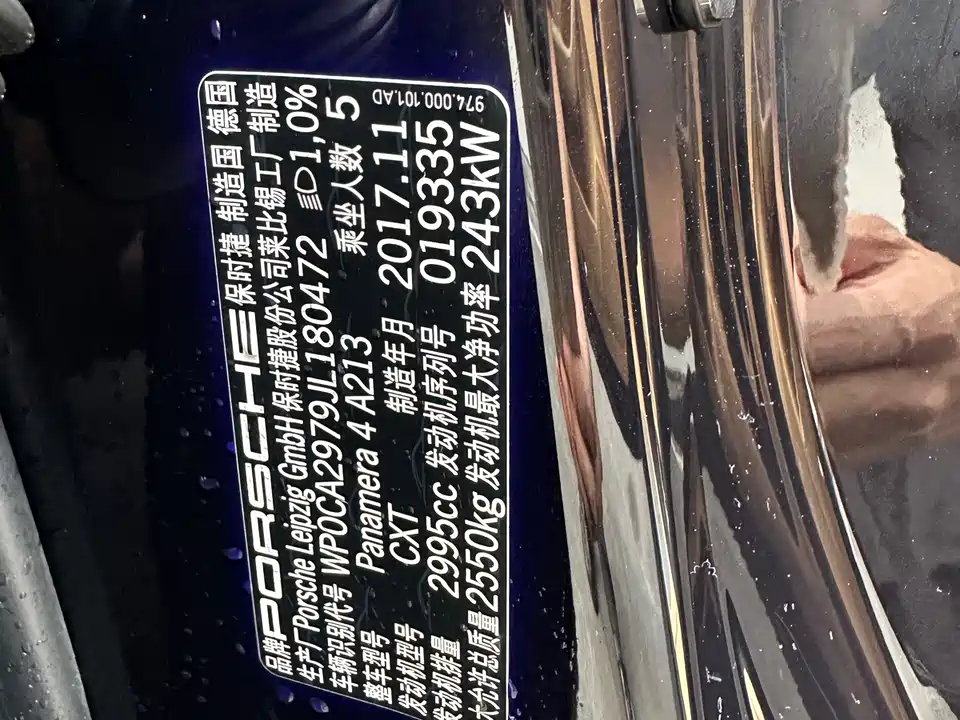 品牌 PORSCHE 保时捷 制造国 德国
生产厂 Porsche Leipzig GmbH 保时捷股份公司莱比锡工厂制造
车辆识别代号 WP0CA2979JL180472 1,0%
整车型号 Panamera 4 A213 乘坐人数 5
发动机型号 CXT 制造年月 2017.11
发动机排量 2995cc 发动机序列号 019335
大允许总质量 2550kg 发动机最大净功率 243kW
974.000.101.AD